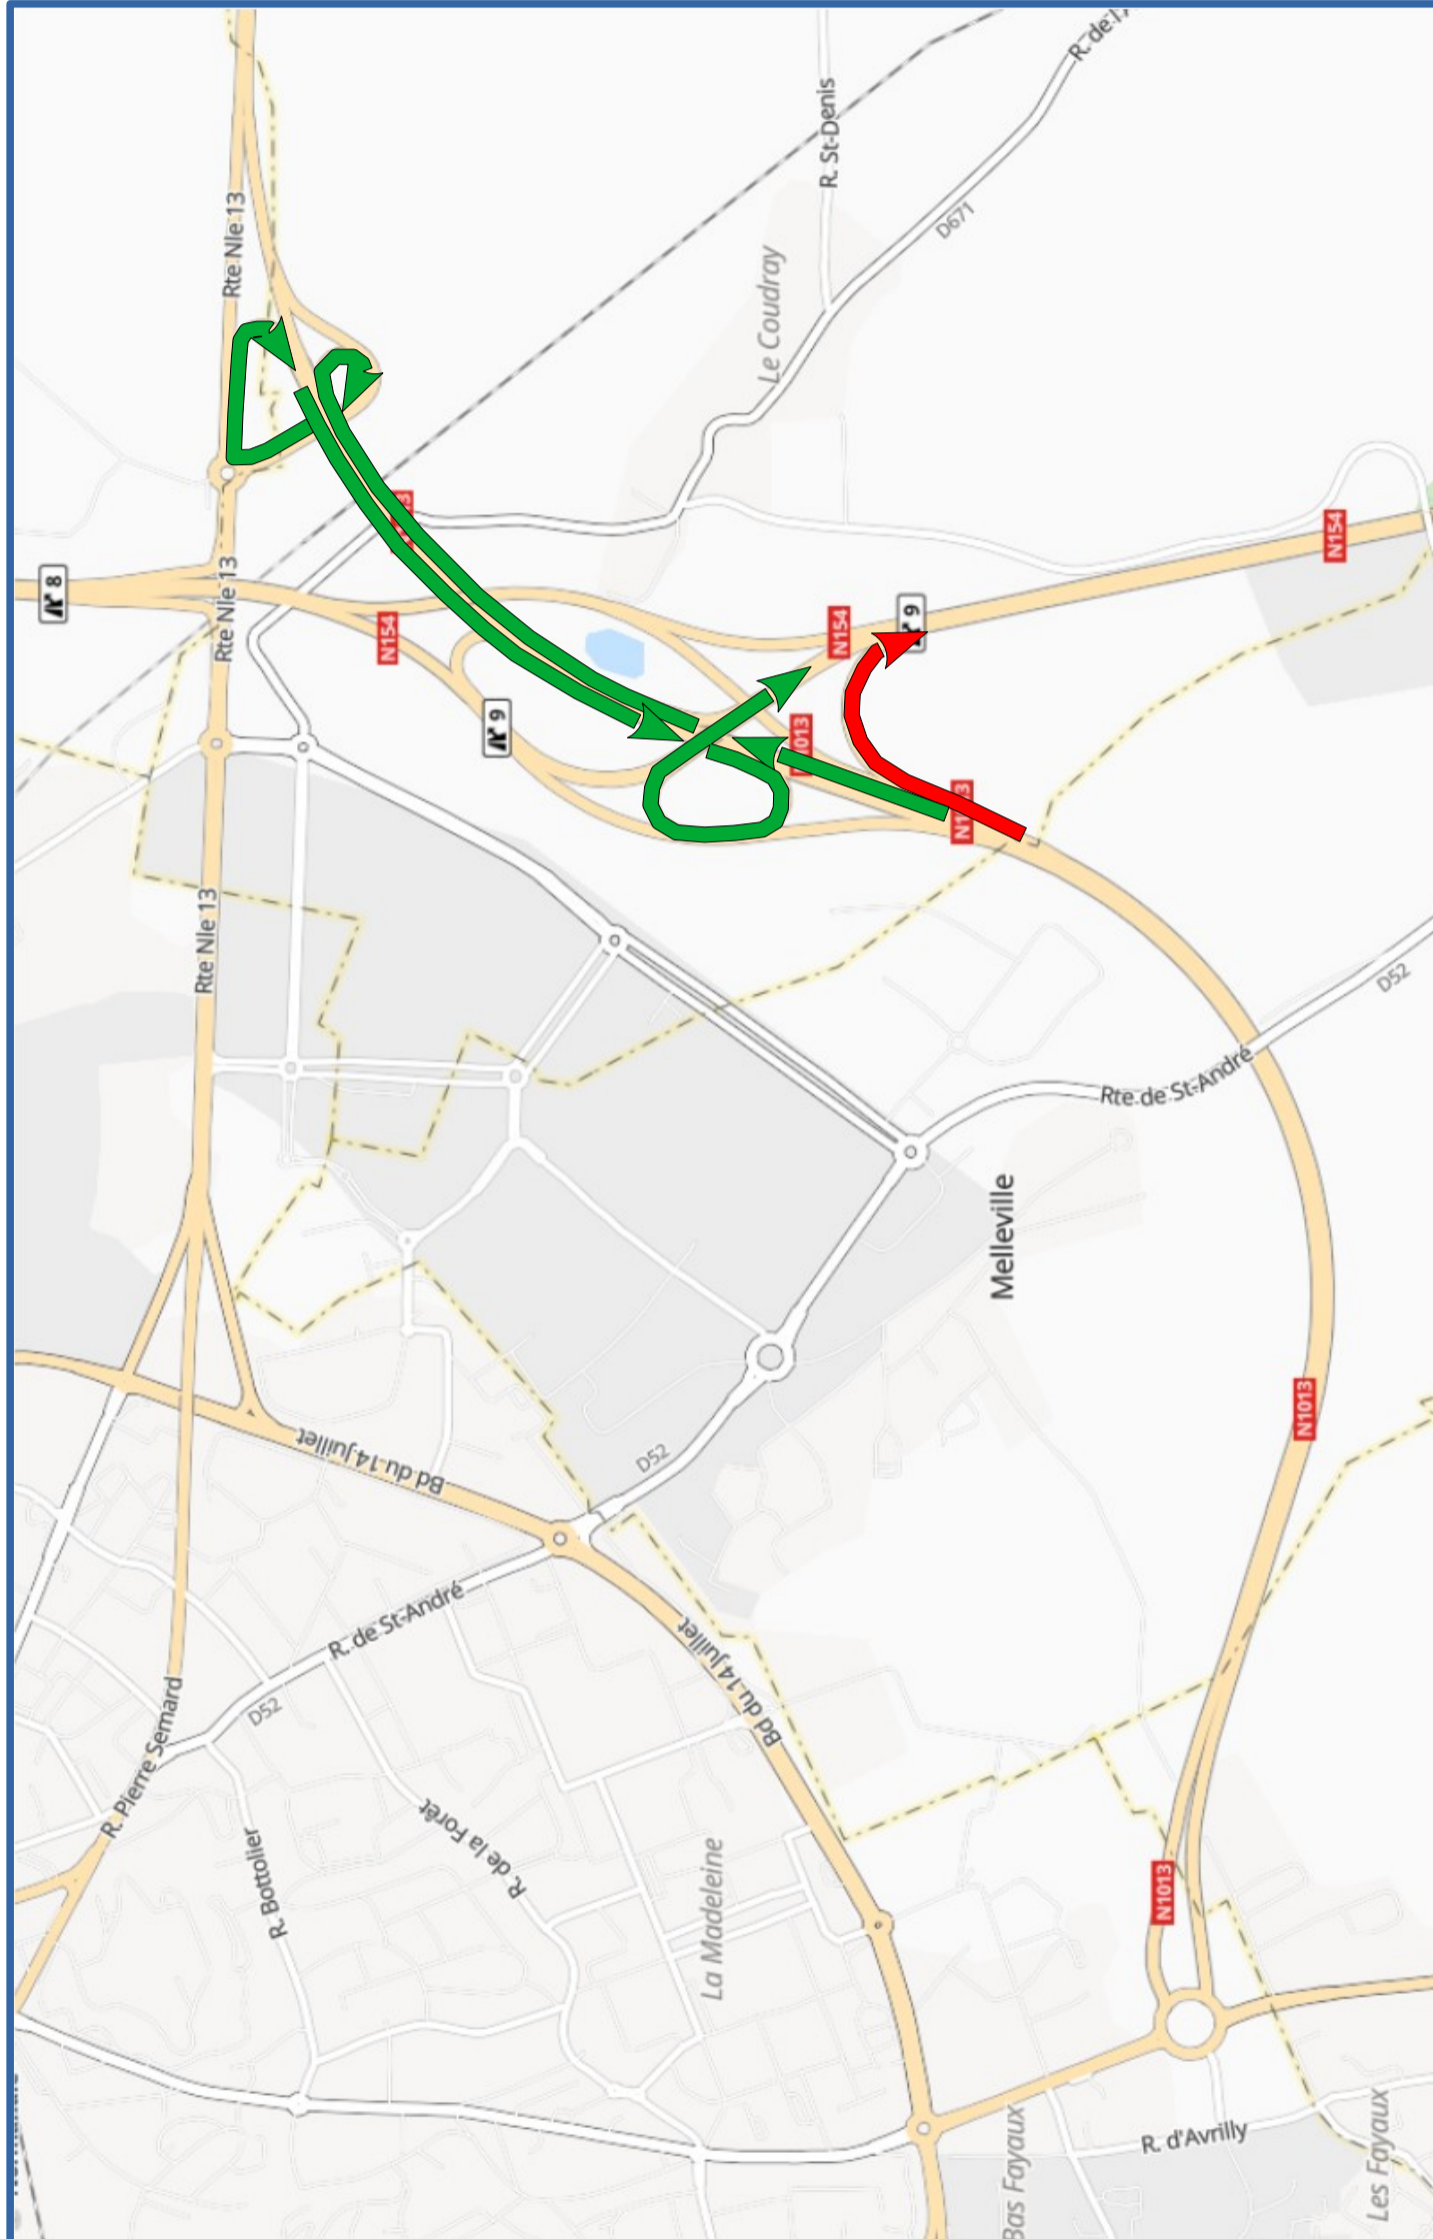 R. de l'A
R. St-Denis
D671
Rte Nle 13
Le Coudray
8
Rte Nle 13
N154
N154
N154
9
9
N1013
Rte Nle 13
D52
Rte de St-André
Melleville
Bd du 14 Juillet
D52
N1013
R. de St-André
Bd du 14 Juillet
D52
R. Pierre Semard
R. de la Forêt
R. Bottolier
La Madeleine
N1013
Bas Fayaux
R. d'Avrilly
Les Fayaux